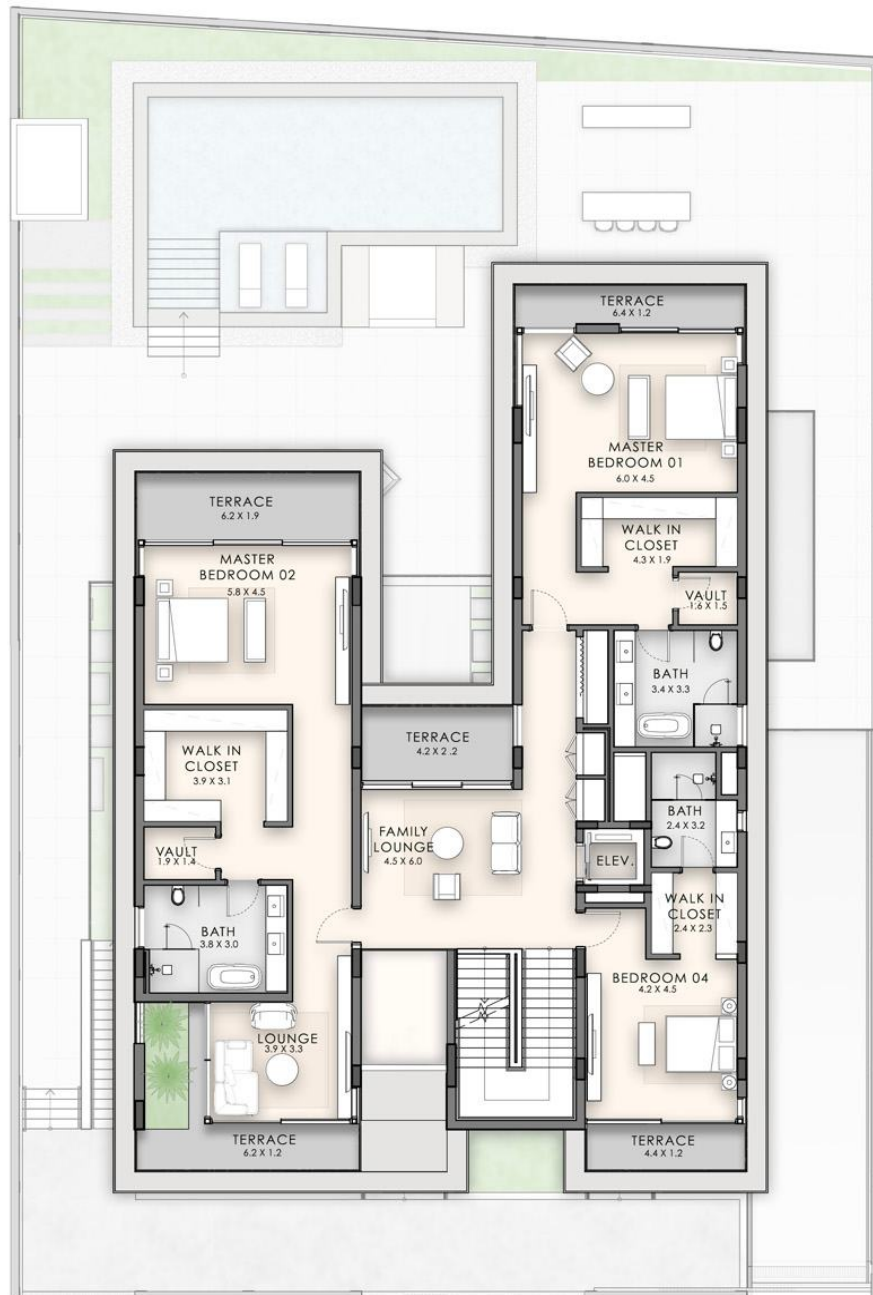 TERRACE
6.4 X 1.2
MASTER
BEDROOM 01
6.0 X 4.5
WALK IN
CLOSET
4.3 X 1.9
VAULT
1.6 X 1.5
BATH
3.4 X 3.3
TERRACE
6.2 X 1.9
MASTER
BEDROOM 02
5.8 X 4.5
WALK IN
CLOSET
3.9 X 3.1
VAULT
1.9 X 1.4
BATH
3.8 X 3.0
TERRACE
4.2 X 2.2
FAMILY
LOUNGE
4.5 X 6.0
ELEV.
BATH
2.4 X 3.2
WALK IN
CLOSET
2.4 X 2.3
BEDROOM 04
4.2 X 4.5
LOUNGE
3.9 X 3.3
TERRACE
6.2 X 1.2
TERRACE
4.4 X 1.2